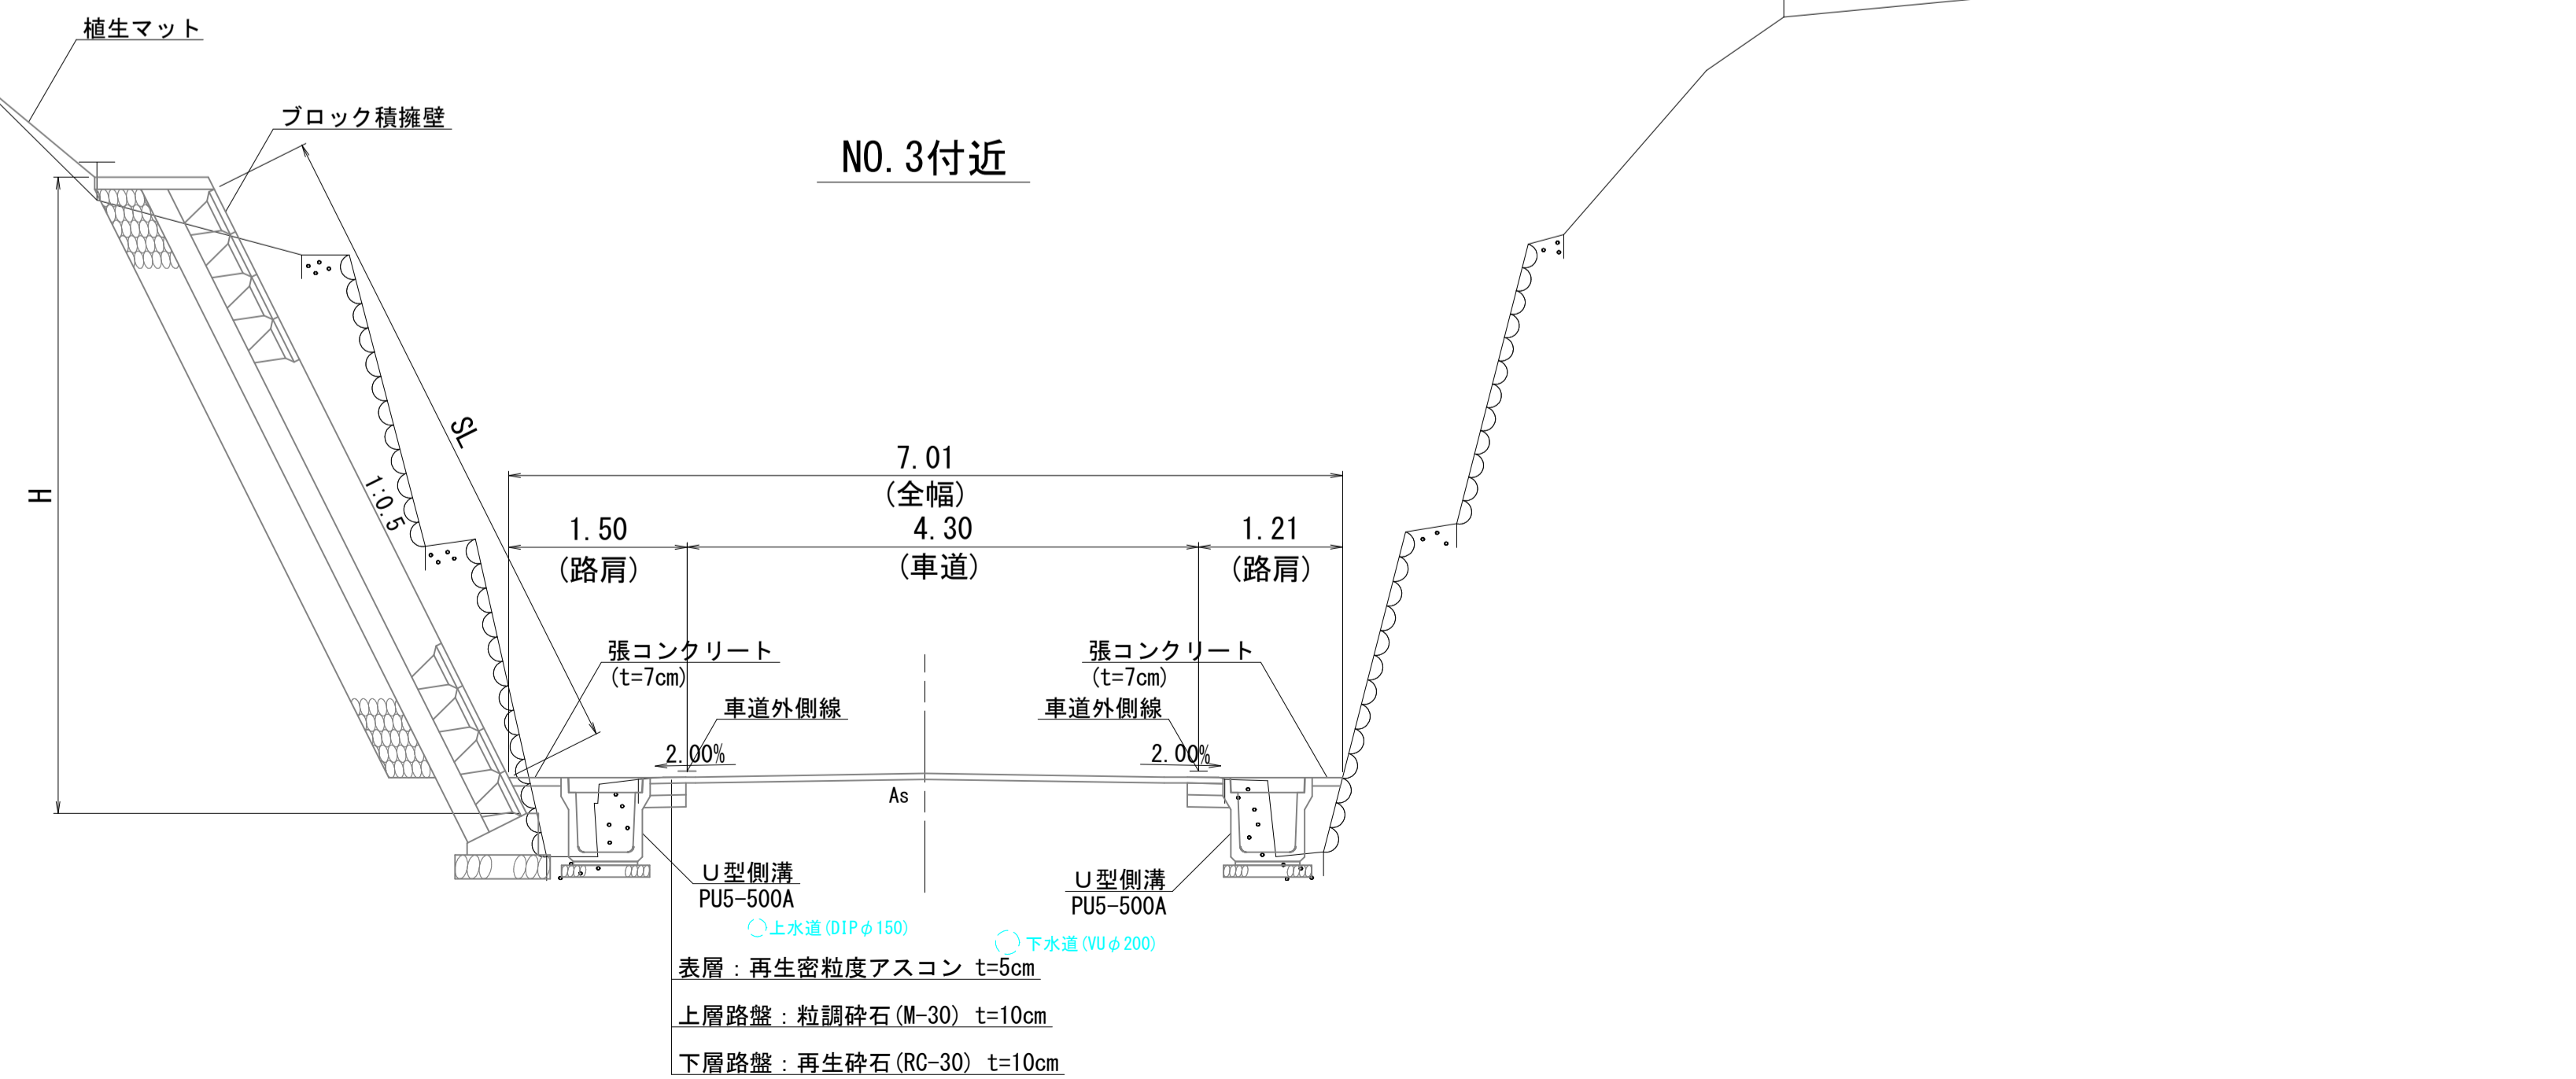 植生マット
ブロック積擁壁
NO.3付近
SL
H
1:0.5
7.01
(全幅)
1.50
4.30
1.21
(路肩)
(車道)
(路肩)
張コンクリート
(t=7cm)
張コンクリート
(t=7cm)
車道外側線
車道外側線
2.00%
2.00%
As
U型側溝
PU5-500A
U型側溝
PU5-500A
上水道(DIPφ150)
下水道(VUφ200)
表層：再生密粒度アスコン t=5cm
上層路盤：粒調砕石(M-30) t=10cm
下層路盤：再生砕石(RC-30) t=10cm